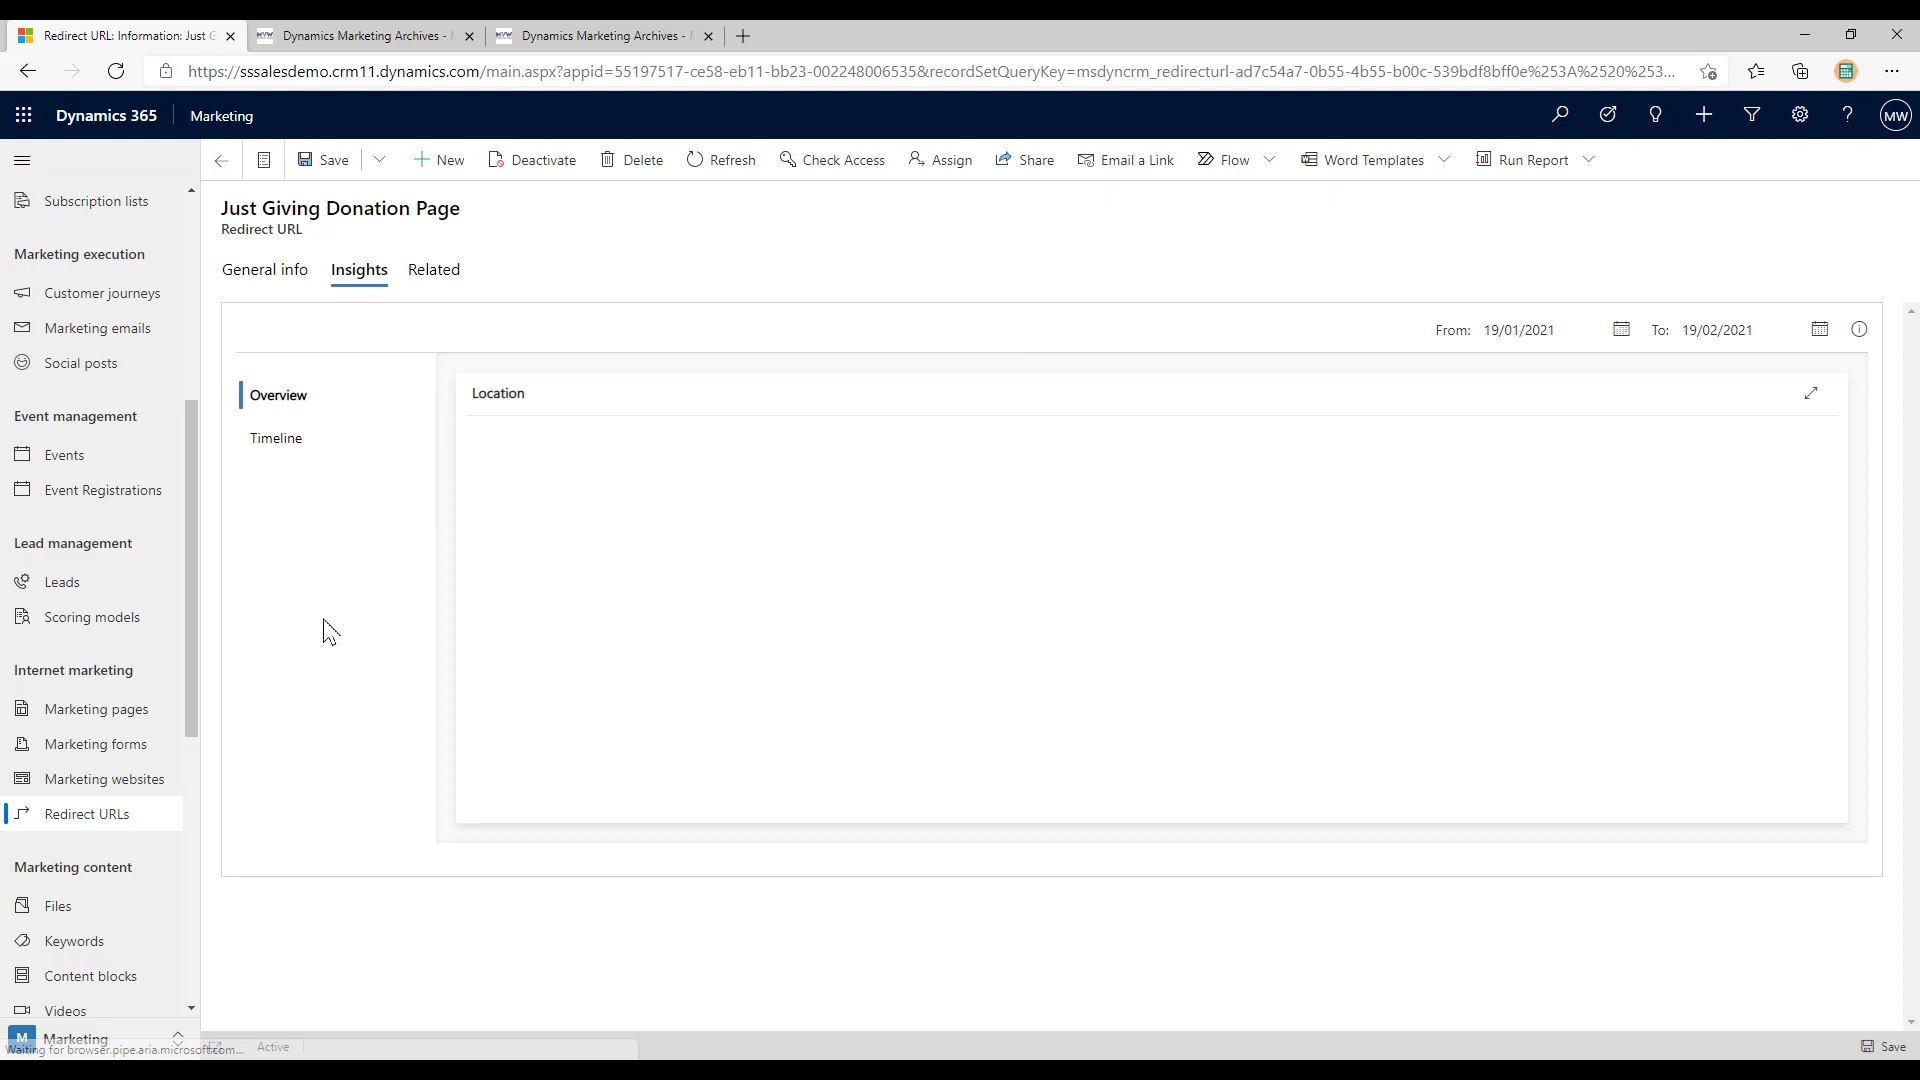 Redirect URL: Information: Just G
Dynamics Marketing Archives -
Dynamics Marketing Archives -
https://sssalesdemo.crm11.dynamics.com/main.aspx?appid=55197517-ce58-eb11-bb23-002248006535&recordSetQueryKey=msdyncrm_redirecturl-ad7c54a7-0b55-4b55-b00c-539bdf8bff0e%253A%2520%253...
Dynamics 365
Marketing
MW
Save
New
Deactivate
Delete
Refresh
Check Access
Assign
Share
Email a Link
Flow
Word Templates
Run Report
Subscription lists
Marketing execution
Customer journeys
Marketing emails
Social posts
Event management
Events
Event Registrations
Lead management
Leads
Scoring models
Internet marketing
Marketing pages
Marketing forms
Marketing websites
Redirect URLs
Marketing content
Files
Keywords
Content blocks
Videos
M Marketing
Waiting for browser.pipe.aria.microsoft.com...
Just Giving Donation Page
Redirect URL
General info Insights Related
From: 19/01/2021 To: 19/02/2021
Overview
Timeline
Location
Active
Save